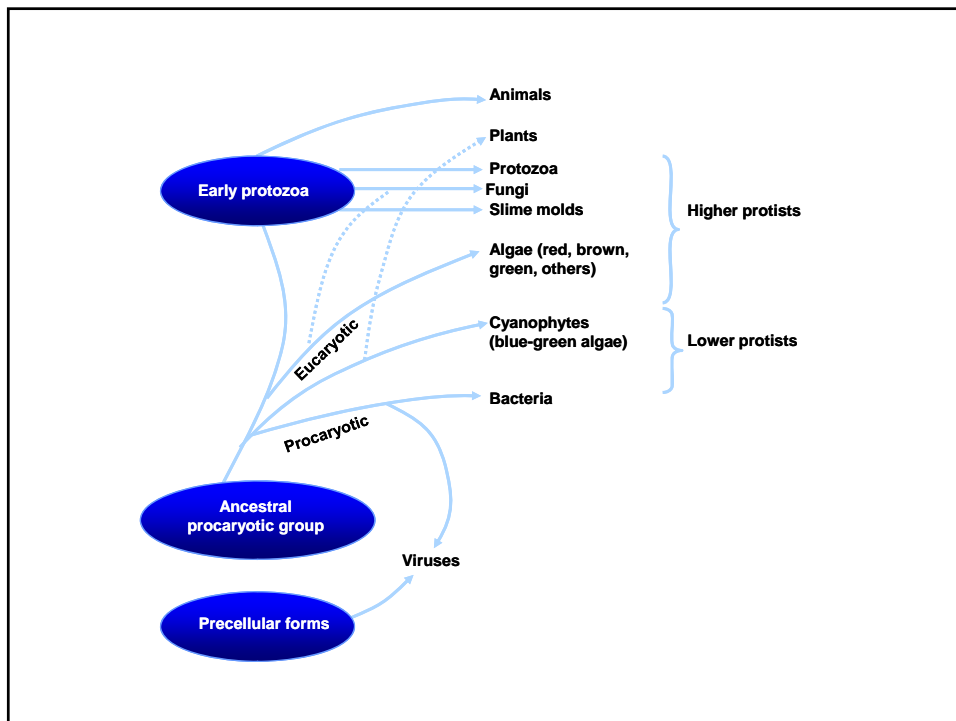 Animals
Plants
Early protozoa
Protozoa
Fungi
Slime molds
Higher protists
Algae (red, brown,
green, others)
Eucaryotic
Cyanophytes
(blue-green algae)
Lower protists
Bacteria
Procaryotic
Ancestral
procaryotic group
Viruses
Precellular forms